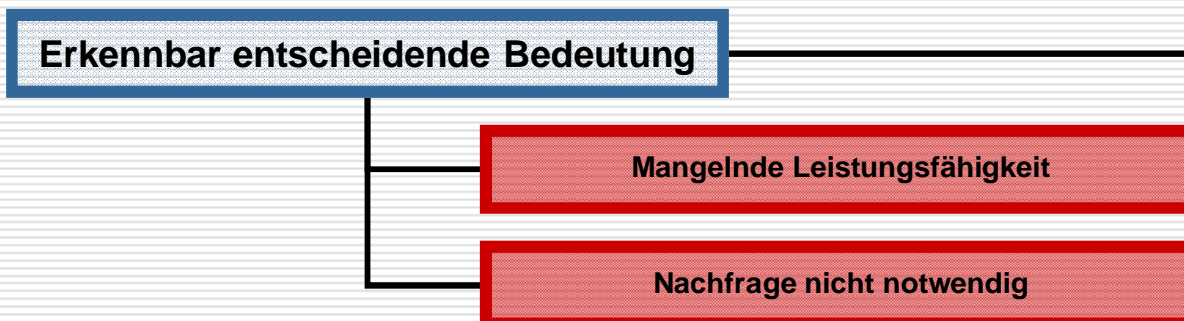 Erkennbar entscheidende Bedeutung
Mangelnde Leistungsfähigkeit
Nachfrage nicht notwendig